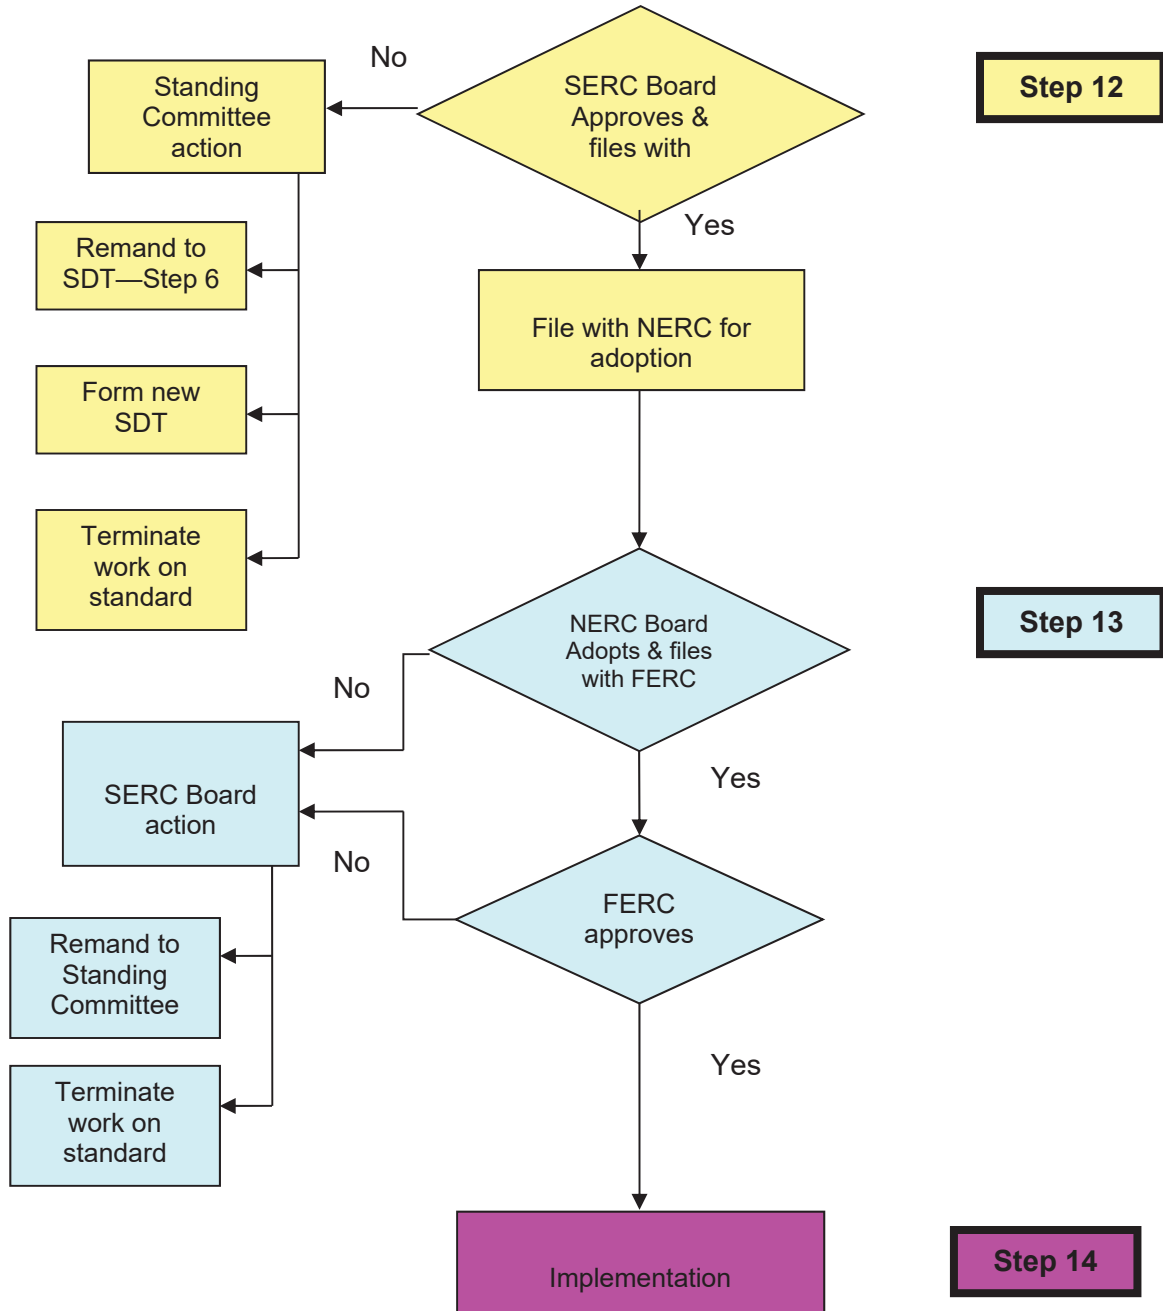 No
Standing
Committee
action
SERC Board
Approves &
files with
Step 12
Yes
Remand to
SDT—Step 6
File with NERC for
adoption
Form new
SDT
Terminate
work on
standard
NERC Board
Adopts & files
with FERC
Step 13
No
Yes
SERC Board
action
No
FERC
approves
Remand to
Standing
Committee
Yes
Terminate
work on
standard
Implementation
Step 14